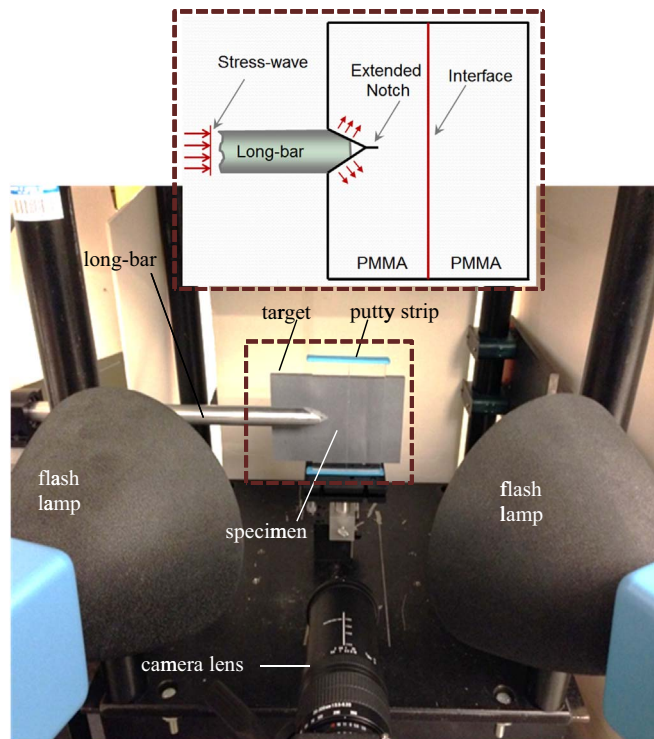 Stress-wave
Extended
Notch
Interface
Long-bar
PMMA
PMMA
long-bar
target
putty strip
flash
lamp
flash
lamp
specimen
camera lens